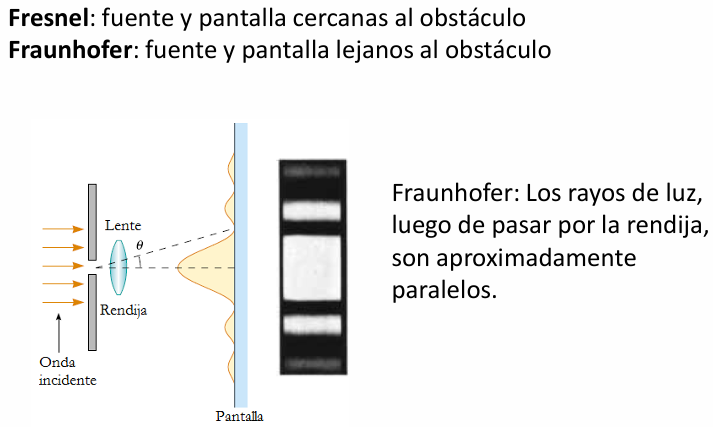 Fresnel: fuente y pantalla cercanas al obstáculo
Fraunhofer: fuente y pantalla lejanos al obstáculo
Lente
θ
Rendija
Onda
incidente
Pantalla
Fraunhofer: Los rayos de luz,
luego de pasar por la rendija,
son aproximadamente
paralelos.